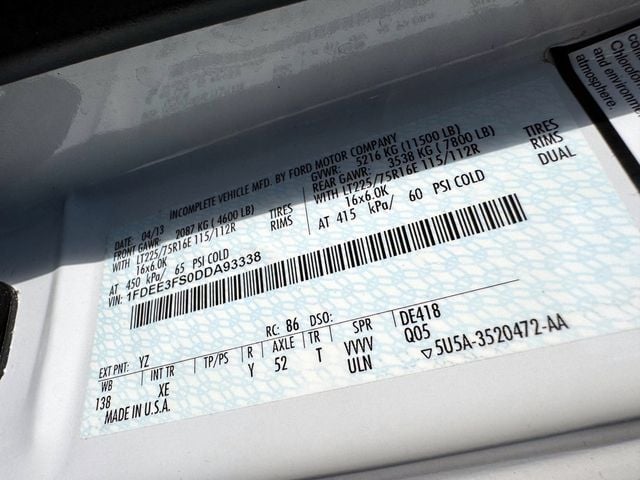 INCOMPLETE VEHICLE MFD. BY FORD MOTOR COMPANY
DATE: 04/13 GVWR: 5216 KG (11500 LB)
FRONT GAWR: 2087 KG (4600 LB) REAR GAWR: 3538 KG (7800 LB)
WITH LT225/75R16E 115/112R TIRES WITH LT225/75R16E 115/112R TIRES
16x6.0K RIMS 16x6.0K RIMS
AT 450 kPa/ 65 PSI COLD AT 415 kPa/ 60 PSI COLD DUAL
VIN: 1FDEE3FS0DDA93338
EXT PNT: YZ RC: 86 DSO:
WB INT TR TP/PS R AXLE TR SPR DE418
138 XE Y 52 T VVVV Q05
ULN
MADE IN U.S.A. ▽5U5A-3520472-AA
Chlorof
and environm
atmosphere.